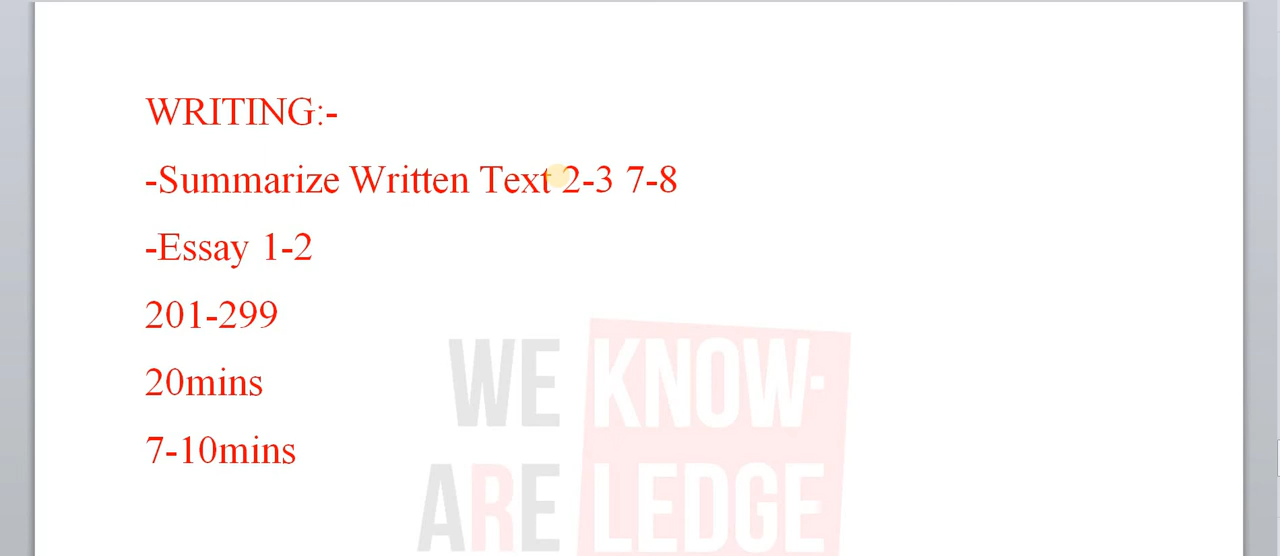 WRITING:-
-Summarize Written Text 2-3 7-8
-Essay 1-2
201-299
20mins
7-10mins
WE KNOW·
ARE LEDGE